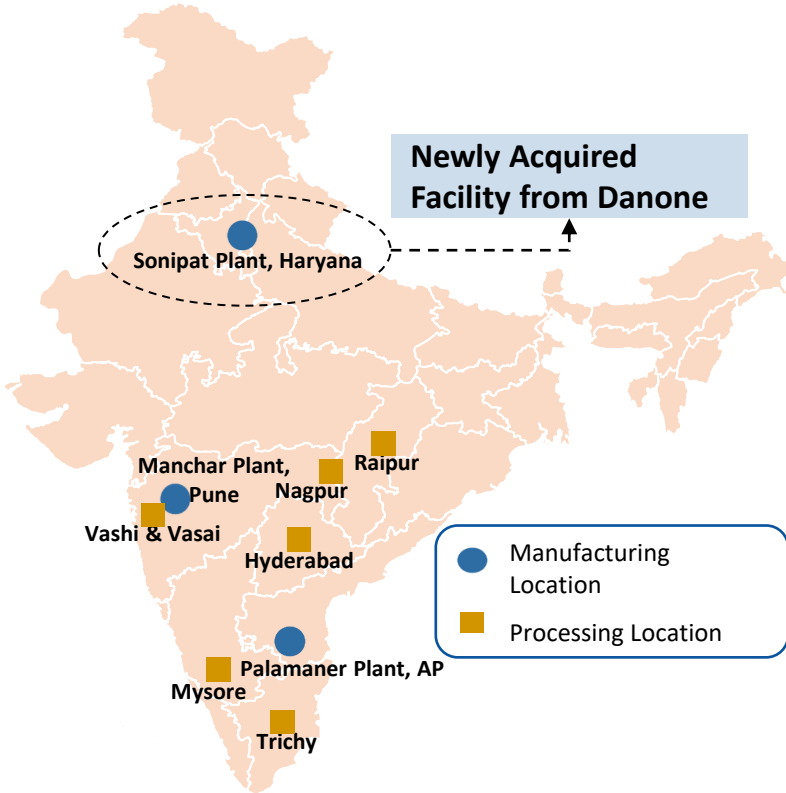 Newly Acquired
Facility from Danone
Sonipat Plant, Haryana
Raipur
Manchar Plant,
Pune
Nagpur
Vashi & Vasai
Hyderabad
Manufacturing
Location
Processing Location
Palamaner Plant, AP
Mysore
Trichy